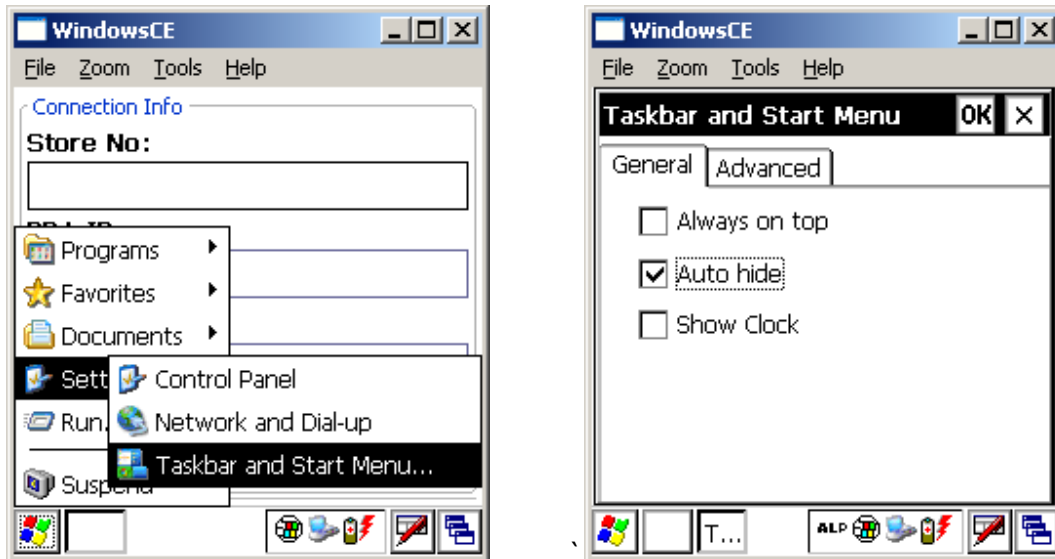 WindowsCE
File Zoom Tools Help
Connection Info
Store No:
Programs
Favorites
Documents
Sett
Control Panel
Run.
Network and Dial-up
Taskbar and Start Menu...
Suspend
WindowsCE
File Zoom Tools Help
Taskbar and Start Menu OK
General Advanced
Always on top
Auto hide
Show Clock
T... ALP
`